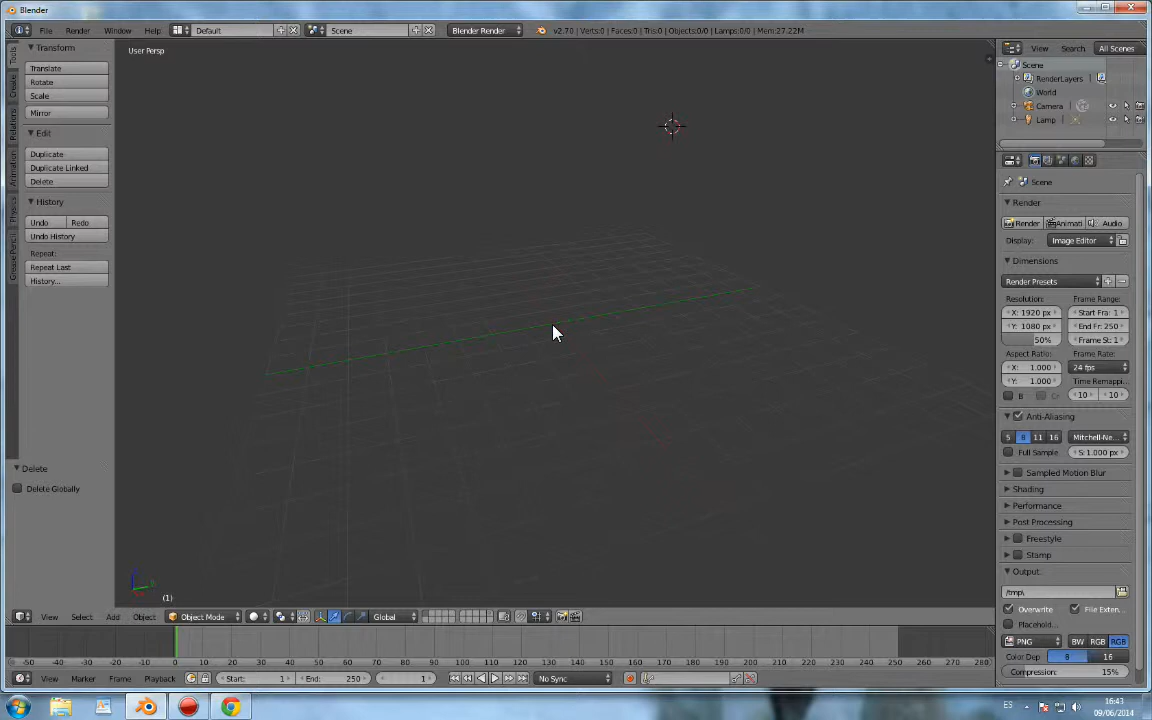 Blender
File Render Window Help Default Scene Blender Render v2.70 | Verts:0 | Faces:0 | Tris:0 | Objects:0/0 | Lamps:0/0 | Mem:27.22M
Transform
Translate
Rotate
Scale
Mirror
Edit
Duplicate
Duplicate Linked
Delete
History
Undo Redo
Undo History
Repeat:
Repeat Last
History...
Delete
Delete Globally
Tools
Create
Relations
Animation
Physics
Grease Pencil
User Persp
(1)
View Select Add Object Object Mode Global
-50 -40 -30 -20 -10 0 10 20 30 40 50 60 70 80 90 100 110 120 130 140 150 160 170 180 190 200 210 220 230 240 250 260 270 280
View Marker Frame Playback Start: 1 End: 250 1 No Sync
View Search All Scenes
Scene
RenderLayers
World
Camera
Lamp
Scene
Render
Render Animati Audio
Display: Image Editor
Dimensions
Render Presets
Resolution: Frame Range:
X: 1920 px Start Fra: 1
Y: 1080 px End Fr: 250
50% Frame St: 1
Aspect Ratio: Frame Rate:
X: 1.000 24 fps
Y: 1.000 Time Remappi...
B 10 10
Anti-Aliasing
5 8 11 16 Mitchell-Ne...
Full Sample S: 1.000 px
Sampled Motion Blur
Shading
Performance
Post Processing
Freestyle
Stamp
Output
/tmp\
Overwrite File Exten...
Placehold...
PNG BW RGB RGB
Color Dep 8 16
Compression: 15%
ES 16:43
09/06/2014